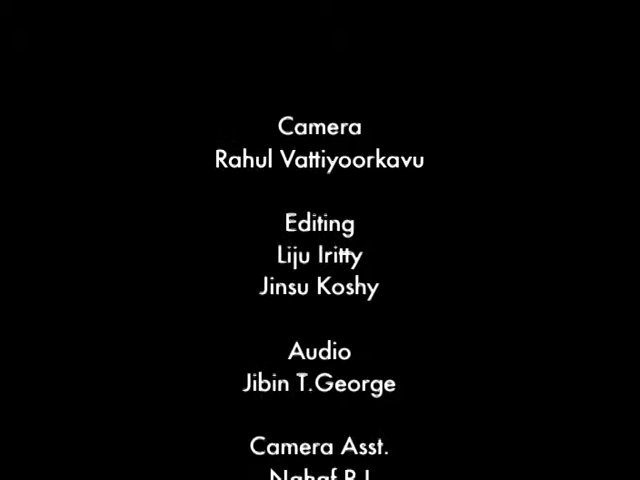 Camera
Rahul Vattiyoorkavu
Editing
Liju Iritty
Jinsu Koshy
Audio
Jibin T.George
Camera Asst.